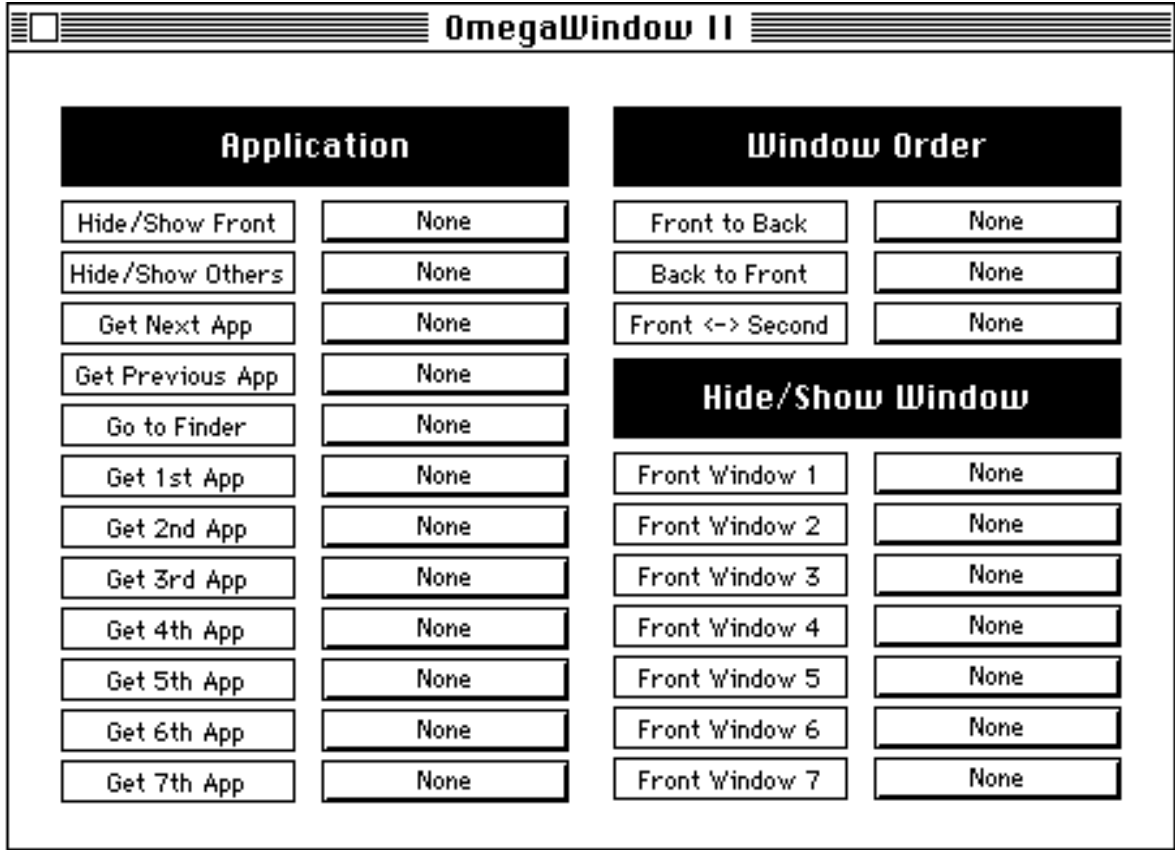 OmegaWindow II
Application
Hide/Show Front None
Hide/Show Others None
Get Next App None
Get Previous App None
Go to Finder None
Get 1st App None
Get 2nd App None
Get 3rd App None
Get 4th App None
Get 5th App None
Get 6th App None
Get 7th App None
Window Order
Front to Back None
Back to Front None
Front <-> Second None
Hide/Show Window
Front Window 1 None
Front Window 2 None
Front Window 3 None
Front Window 4 None
Front Window 5 None
Front Window 6 None
Front Window 7 None